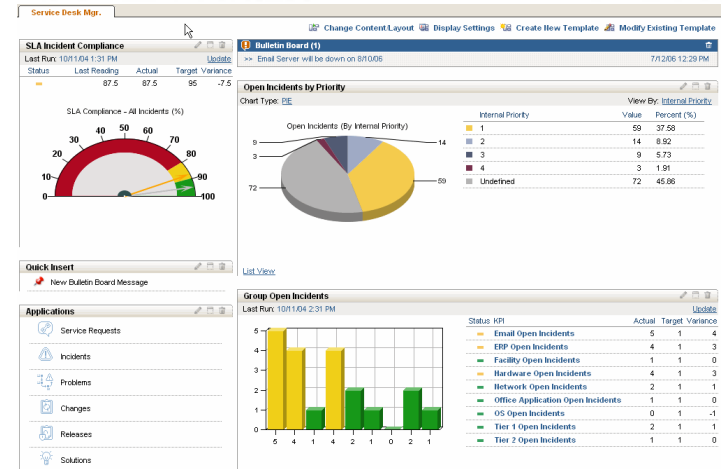 Service Desk Mgr.
Change Content/Layout Display Settings Create New Template Modify Existing Template
SLA Incident Compliance
Last Run: 10/11/04 1:31 PM Update
Status Last Reading Actual Target Variance
87.5 87.5 95 -7.5
SLA Compliance - All Incidents (%)
0 10 20 30 40 50 60 70 80 90 100
Quick Insert
New Bulletin Board Message
Applications
Service Requests
Incidents
Problems
Changes
Releases
Solutions
Bulletin Board (1)
>> Email Server will be down on 8/10/06 7/12/06 12:29 PM
Open Incidents by Priority
Chart Type: PIE View By: Internal Priority
Open Incidents (By Internal Priority)
9
3
72
14
59
Internal Priority Value Percent (%)
1 59 37.58
2 14 8.92
3 9 5.73
4 3 1.91
Undefined 72 45.86
List View
Group Open Incidents
Last Run: 10/11/04 2:31 PM Update
5
4
3
2
1
0
5 4 1 4 2 1 0 2 1
Status KPI Actual Target Variance
Email Open Incidents 5 1 4
ERP Open Incidents 4 1 3
Facility Open Incidents 1 1 0
Hardware Open Incidents 4 1 3
Network Open Incidents 2 1 1
Office Application Open Incidents 1 1 0
OS Open Incidents 0 1 -1
Tier 1 Open Incidents 2 1 1
Tier 2 Open Incidents 1 1 0